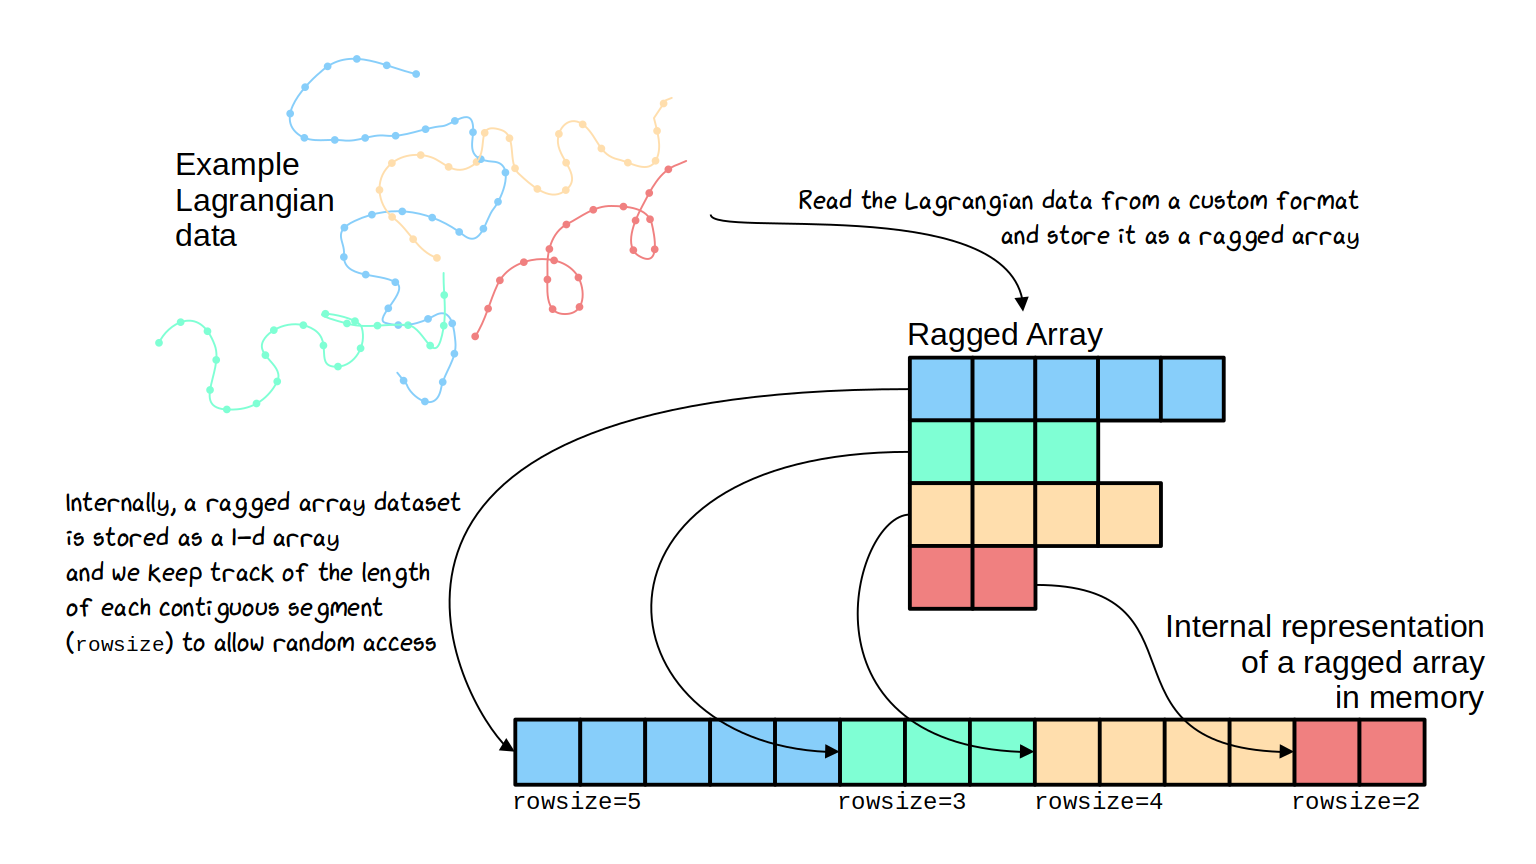 Example
Lagrangian
data
Read the Lagrangian data from a custom format
and store it as a ragged array
Ragged Array
Internally, a ragged array dataset
is stored as a 1-d array
and we keep track of the length
of each contiguous segment
(rowsize) to allow random access
Internal representation
of a ragged array
in memory
rowsize=5
rowsize=3
rowsize=4
rowsize=2